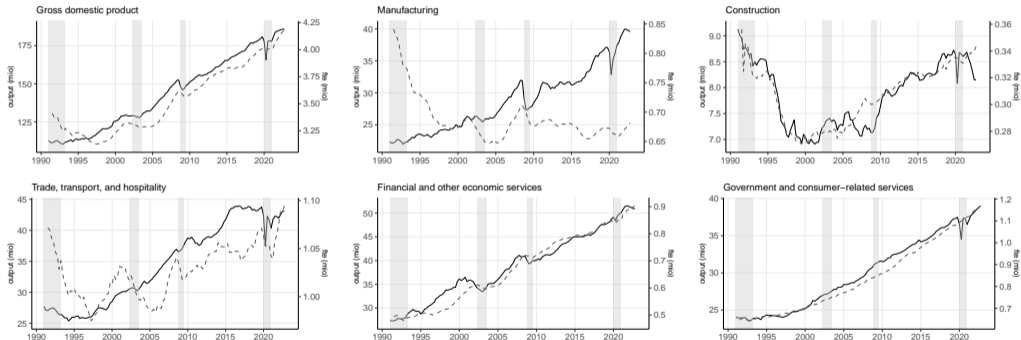 Gross domestic product
Manufacturing
Construction
output (mio)
175
150
125
4.25
4.00
3.75
3.50
3.25
fte (mio)
1990 1995 2000 2005 2010 2015 2020
output (mio)
40
35
30
25
0.85
0.80
0.75
0.70
0.65
fte (mio)
1990 1995 2000 2005 2010 2015 2020
output (mio)
9.0
8.5
8.0
7.5
7.0
0.36
0.34
0.32
0.30
0.28
fte (mio)
1990 1995 2000 2005 2010 2015 2020
Trade, transport, and hospitality
Financial and other economic services
Government and consumer-related services
output (mio)
45
40
35
30
25
1.10
1.05
1.00
fte (mio)
1990 1995 2000 2005 2010 2015 2020
output (mio)
50
45
40
35
30
0.9
0.8
0.7
0.6
0.5
fte (mio)
1990 1995 2000 2005 2010 2015 2020
output (mio)
40
35
30
25
1.2
1.1
1.0
0.9
0.8
0.7
fte (mio)
1990 1995 2000 2005 2010 2015 2020